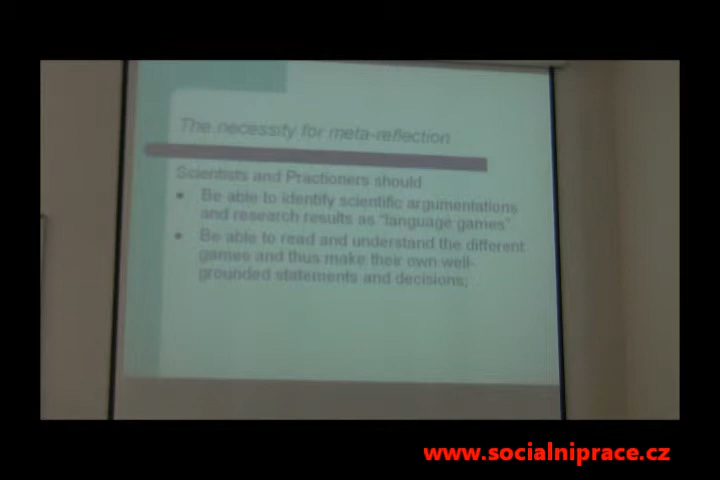 The necessity for meta-reflection
Scientists and Practioners should
• Be able to identify scientific argumentations
and research results as "language games"
• Be able to read and understand the different
games and thus make their own well-
grounded statements and decisions;
www.socialniprace.cz